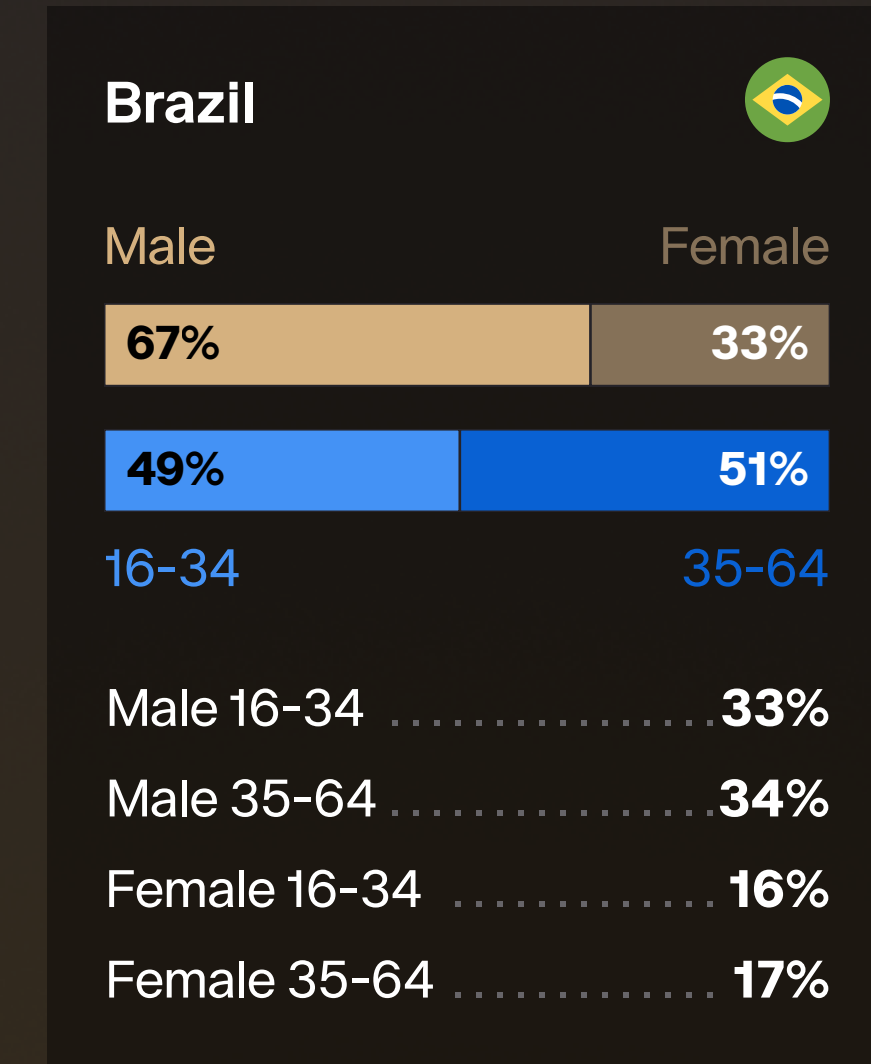 Brazil
Male Female
67% 33%
49% 51%
16-34 35-64
Male 16-34 ................ 33%
Male 35-64 ................ 34%
Female 16-34 ............. 16%
Female 35-64 ............. 17%